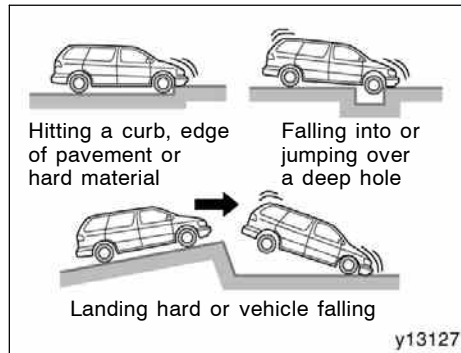 Hitting a curb, edge
of pavement or
hard material
Falling into or
jumping over
a deep hole
Landing hard or vehicle falling
y13127